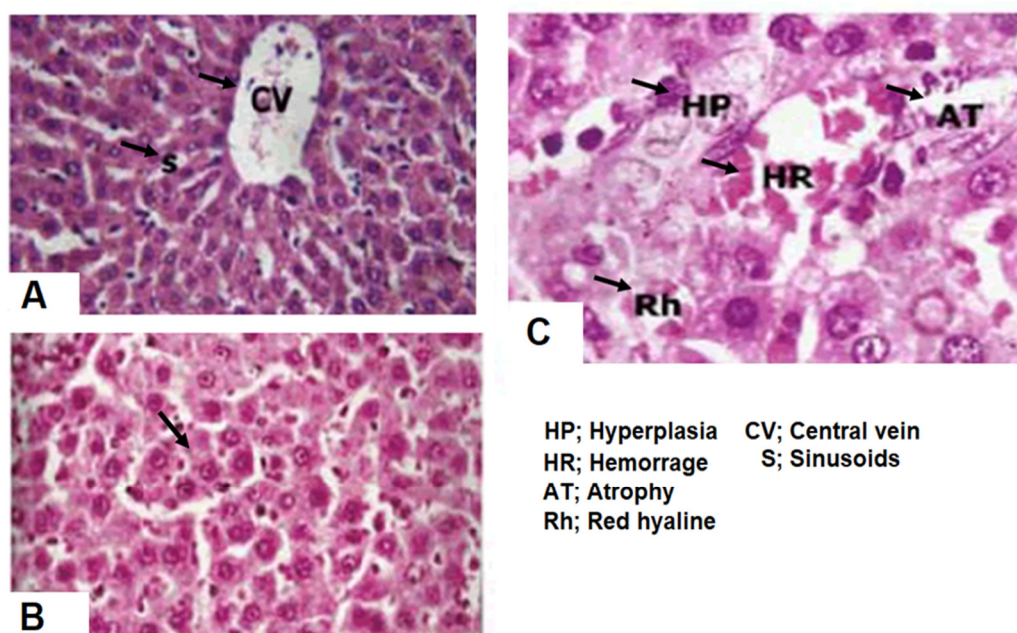 CV
s
A
B
HP
AT
HR
Rh
C
HP; Hyperplasia CV; Central vein
HR; Hemorrage S; Sinusoids
AT; Atrophy
Rh; Red hyaline